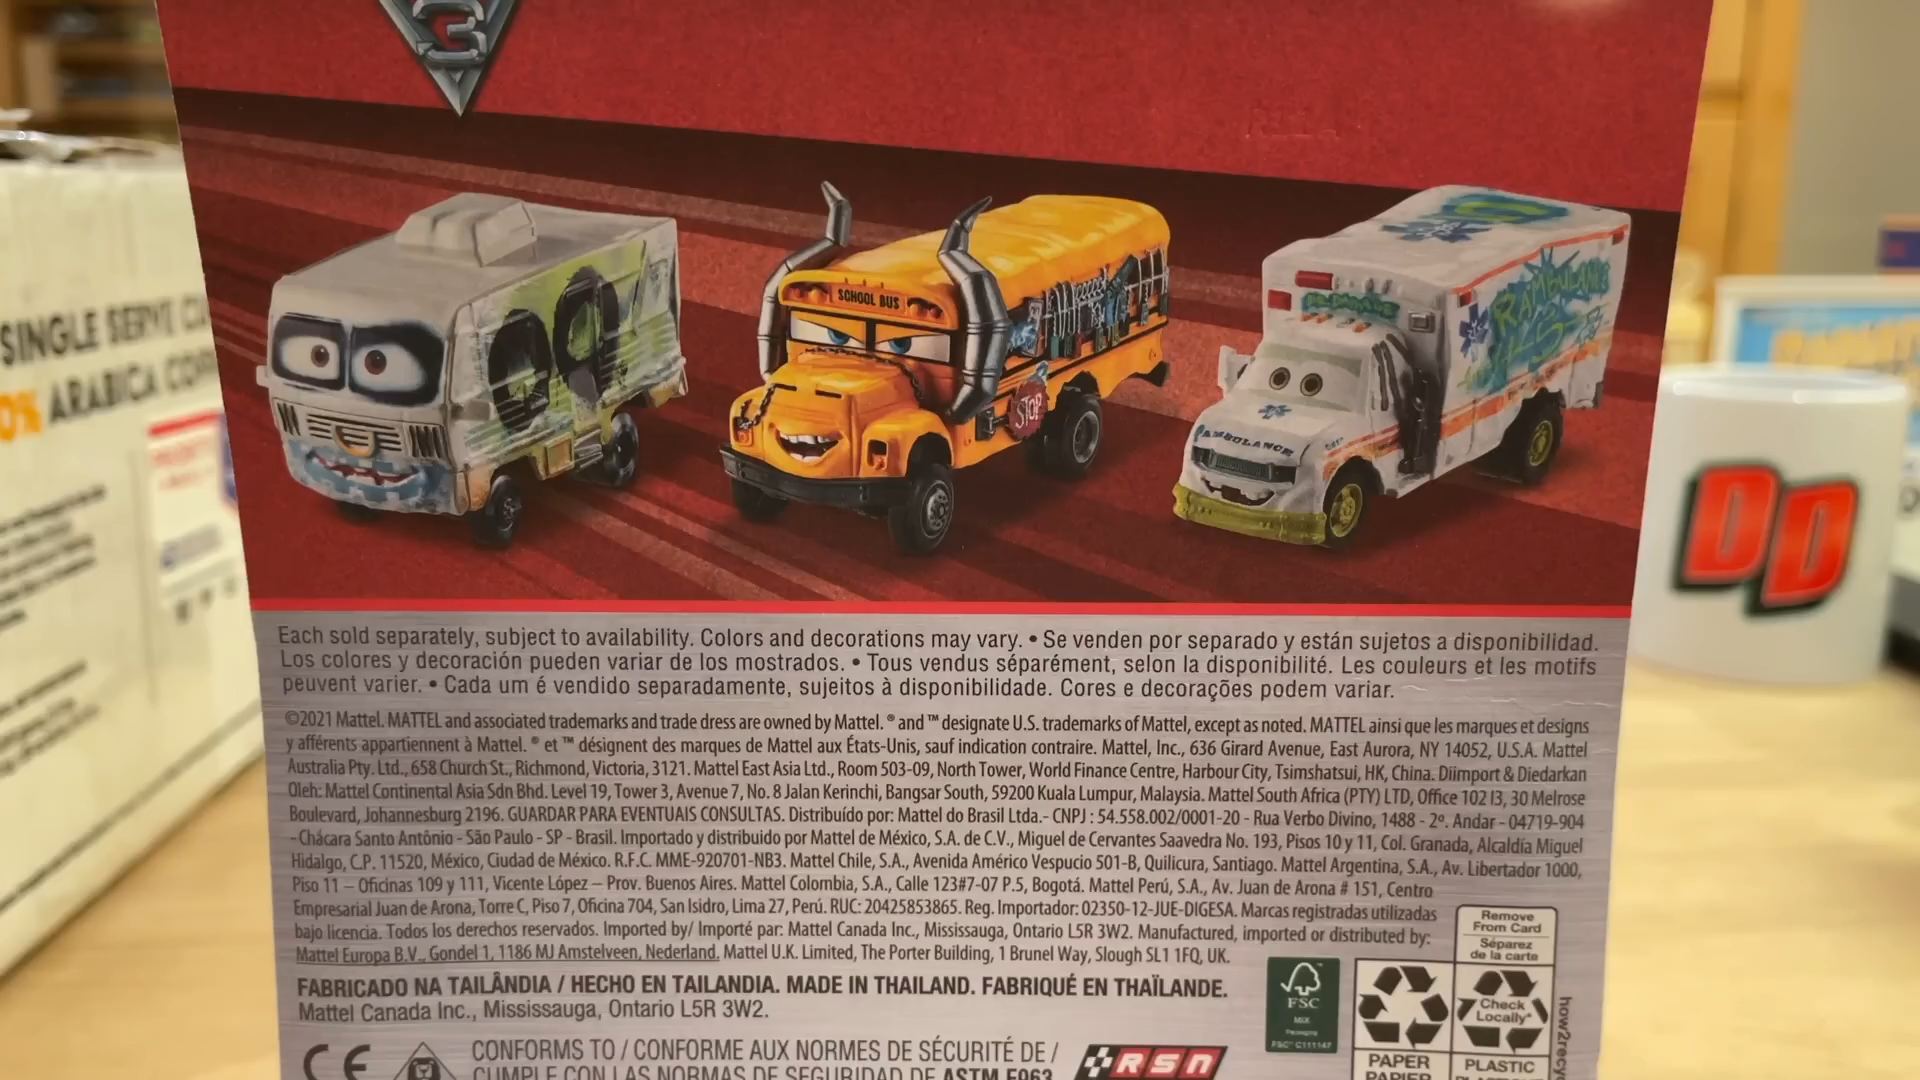 3
SINGLE SERVE
0% ARABICA
SCHOOL BUS
STOP
AMBULANCE
RAMBULANCE
DD
Each sold separately, subject to availability. Colors and decorations may vary. • Se venden por separado y están sujetos a disponibilidad.
Los colores y decoración pueden variar de los mostrados. • Tous vendus séparément, selon la disponibilité. Les couleurs et les motifs
peuvent varier. • Cada um é vendido separadamente, sujeitos à disponibilidade. Cores e decorações podem variar.
©2021 Mattel. MATTEL and associated trademarks and trade dress are owned by Mattel. ® and ™ designate U.S. trademarks of Mattel, except as noted. MATTEL ainsi que les marques et designs
y afférents appartiennent à Mattel. ® et ™ désignent des marques de Mattel aux États-Unis, sauf indication contraire. Mattel, Inc., 636 Girard Avenue, East Aurora, NY 14052, U.S.A. Mattel
Australia Pty. Ltd., 658 Church St., Richmond, Victoria, 3121. Mattel East Asia Ltd., Room 503-09, North Tower, World Finance Centre, Harbour City, Tsimshatsui, HK, China. Diimport & Diedarkan
Oleh: Mattel Continental Asia Sdn Bhd. Level 19, Tower 3, Avenue 7, No. 8 Jalan Kerinchi, Bangsar South, 59200 Kuala Lumpur, Malaysia. Mattel South Africa (PTY) LTD, Office 102 I3, 30 Melrose
Boulevard, Johannesburg 2196. GUARDAR PARA EVENTUAIS CONSULTAS. Distribuído por: Mattel do Brasil Ltda.- CNPJ : 54.558.002/0001-20 - Rua Verbo Divino, 1488 - 2º. Andar - 04719-904
- Chácara Santo Antônio - São Paulo - SP - Brasil. Importado y distribuido por Mattel de México, S.A. de C.V., Miguel de Cervantes Saavedra No. 193, Pisos 10 y 11, Col. Granada, Alcaldía Miguel
Hidalgo, C.P. 11520, México, Ciudad de México. R.F.C. MME-920701-NB3. Mattel Chile, S.A., Avenida Américo Vespucio 501-B, Quilicura, Santiago. Mattel Argentina, S.A., Av. Libertador 1000,
Piso 11 – Oficinas 109 y 111, Vicente López – Prov. Buenos Aires. Mattel Colombia, S.A., Calle 123#7-07 P.5, Bogotá. Mattel Perú, S.A., Av. Juan de Arona # 151, Centro
Empresarial Juan de Arona, Torre C, Piso 7, Oficina 704, San Isidro, Lima 27, Perú. RUC: 20425853865. Reg. Importador: 02350-12-JUE-DIGESA. Marcas registradas utilizadas
bajo licencia. Todos los derechos reservados. Imported by/ Importé par: Mattel Canada Inc., Mississauga, Ontario L5R 3W2. Manufactured, imported or distributed by:
Mattel Europa B.V., Gondel 1, 1186 MJ Amstelveen, Nederland. Mattel U.K. Limited, The Porter Building, 1 Brunel Way, Slough SL1 1FQ, UK.
FABRICADO NA TAILÂNDIA / HECHO EN TAILANDIA. MADE IN THAILAND. FABRIQUÉ EN THAÏLANDE.
Mattel Canada Inc., Mississauga, Ontario L5R 3W2.
CE
CONFORMS TO / CONFORME AUX NORMES DE SÉCURITÉ DE /
CUMPLE CON LAS NORMAS DE SEGURIDAD DE ASTM F963
RSN
FSC
MIX
Packaging
FSC® C111147
Remove
From Card
Séparez
de la carte
Check
Locally*
PAPER
PAPIER
PLASTIC
how2recyc